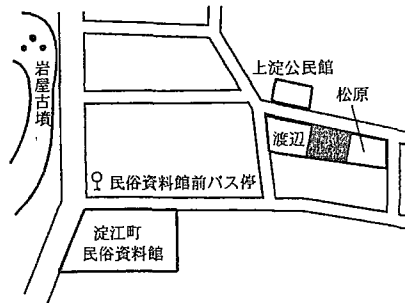 岩屋古墳
上淀公民館
松原
渡辺
民俗資料館前バス停
淀江町
民俗資料館